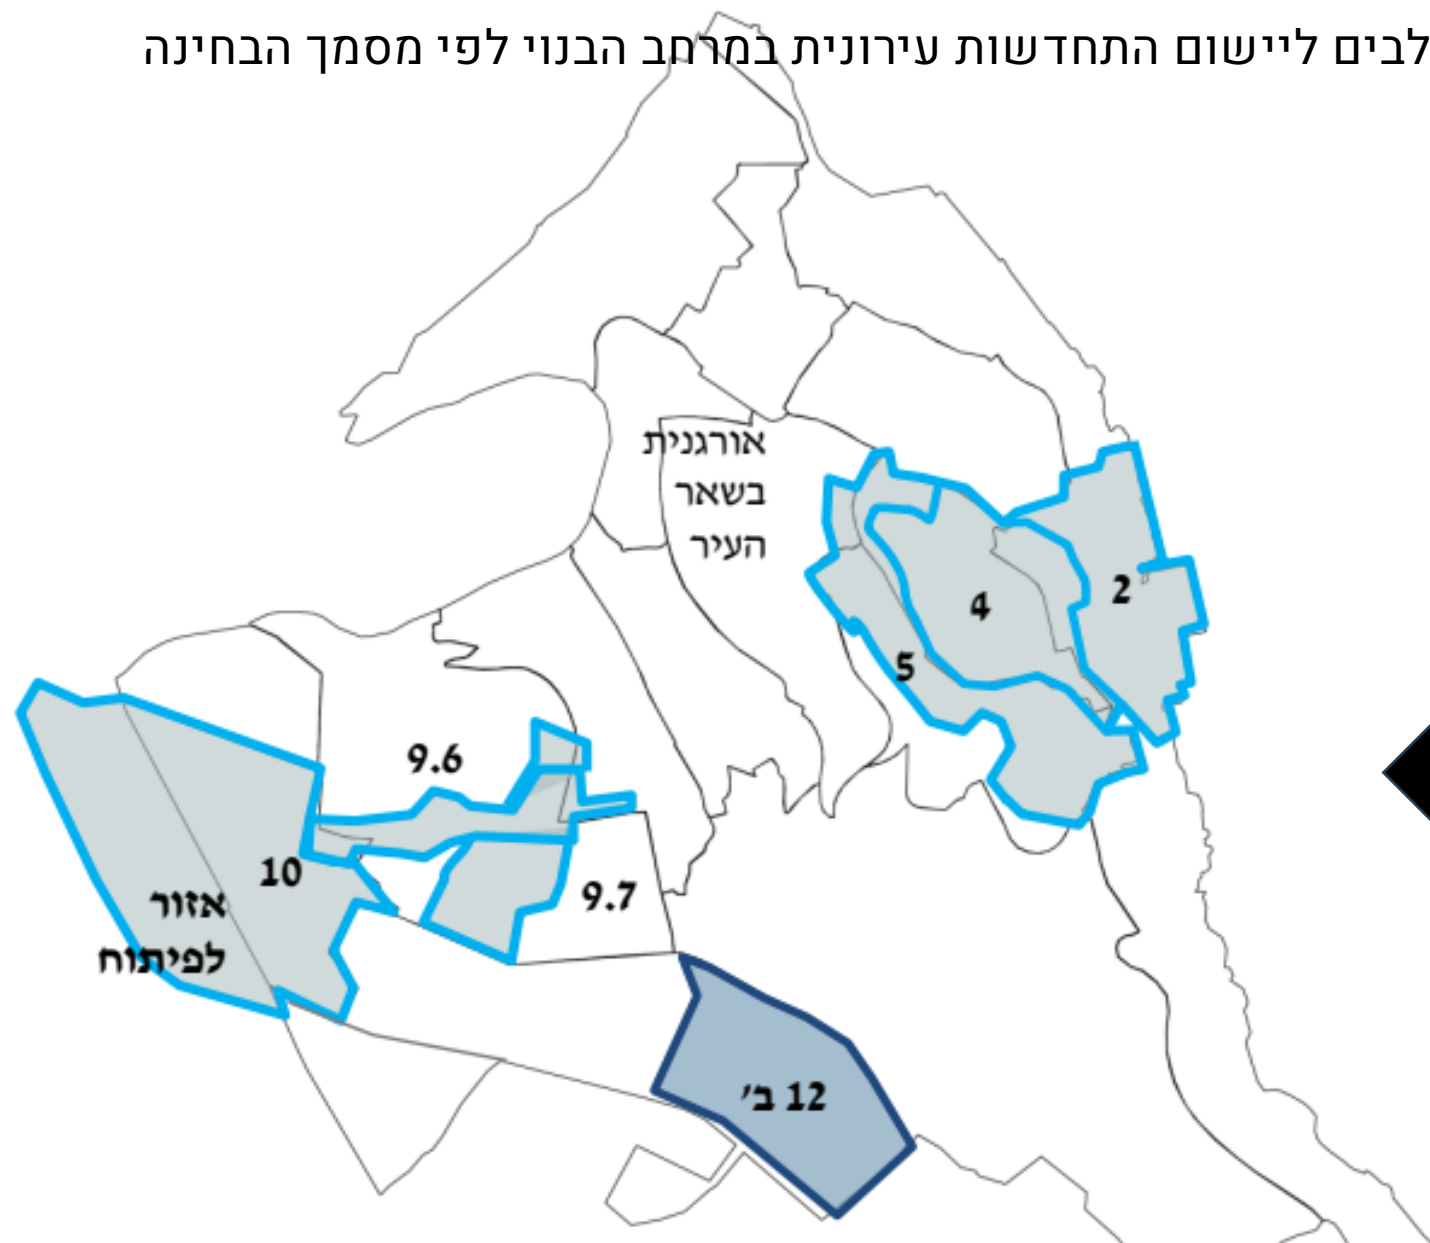 לבים ליישום התחדשות עירונית במרחב הבנוי לפי מסמך הבחינה
אורגנית
בשאר
העיר
2
4
5
9.6
10
9.7
אזור
לפיתוח
12 ב'